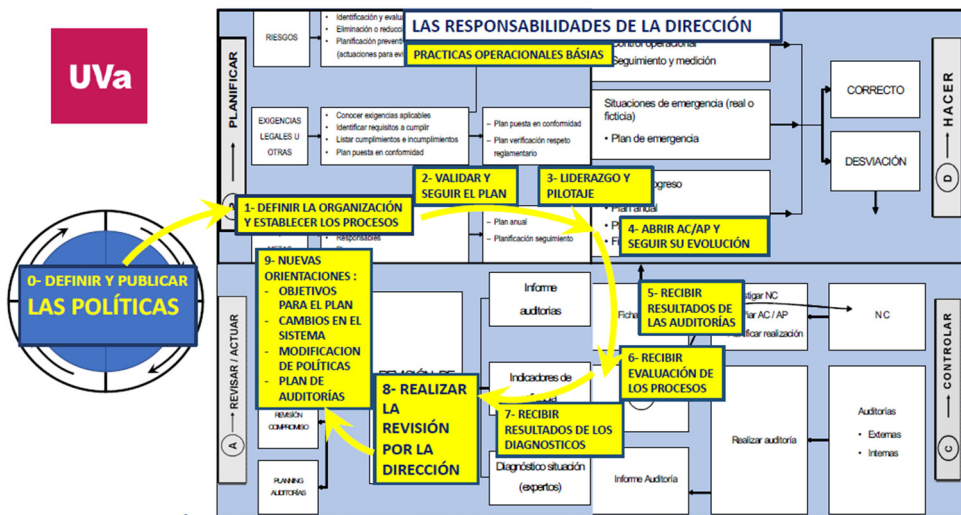 LAS RESPONSABILIDADES DE LA DIRECCIÓN
PRACTICAS OPERACIONALES BÁSIAS
UVa
PLANIFICAR
RIESGOS
• Identificación y
• Eliminación o
• Planificación
(actuaciones para
EXIGENCIAS
LEGALES U
OTRAS
• Conocer exigencias aplicables
• Identificar requisitos a cumplir
• Listar cumplimientos e incumplimientos
• Plan puesta en conformidad
– Plan puesta en conformidad
– Plan verificación respeto
reglamentario
operacional
Seguimiento y medición
Situaciones de emergencia (real o
ficticia)
• Plan de emergencia
CORRECTO
DESVIACIÓN
D
HACER
0- DEFINIR Y PUBLICAR
LAS POLÍTICAS
1- DEFINIR LA ORGANIZACIÓN
Y ESTABLECER LOS PROCESOS
2- VALIDAR Y
SEGUIR EL PLAN
3- LIDERAZGO Y
PILOTAJE
• Plan anual
4- ABRIR AC/AP Y
SEGUIR SU EVOLUCIÓN
• Responsables
– Plan anual
– Planificación seguimiento
9- NUEVAS
ORIENTACIONES :
- OBJETIVOS
PARA EL PLAN
- CAMBIOS EN EL
SISTEMA
- MODIFICACION
DE POLÍTICAS
- PLAN DE
AUDITORÍAS
Informe
auditorias
Indicadores de
Diagnóstico situación
(expertos)
5- RECIBIR
RESULTADOS DE
LAS AUDITORÍAS
6- RECIBIR
EVALUACIÓN DE
LOS PROCESOS
7- RECIBIR
RESULTADOS DE LOS
DIAGNOSTICOS
8- REALIZAR
LA
REVISIÓN
POR LA
DIRECCIÓN
A
REVISAR / ACTUAR
REVISIÓN
COMPROMISO
PLANNING
AUDITORÍAS
Ficha
NC
AC / AP
realización
N C
Informe Auditoría
Realizar auditoría
Auditorías
• Externas
• Internas
C
CONTROLAR